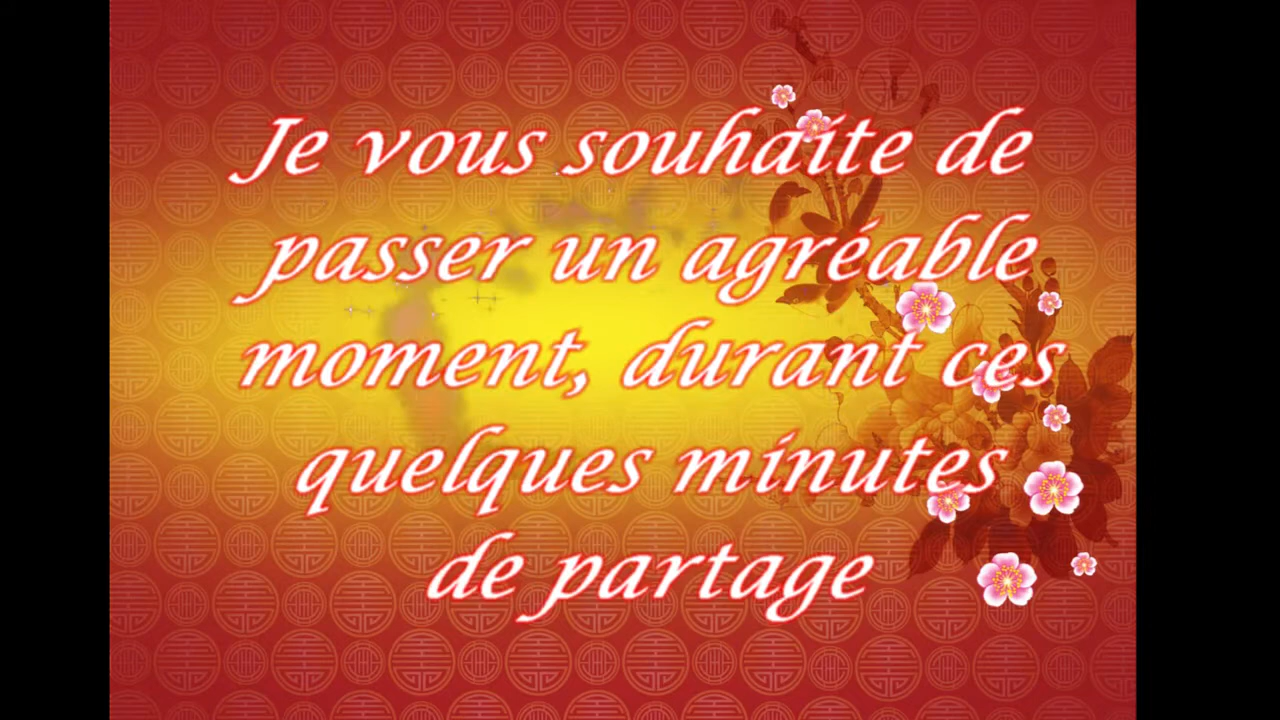 Je vous souhaite de
passer un agréable
moment, durant ces
quelques minutes
de partage